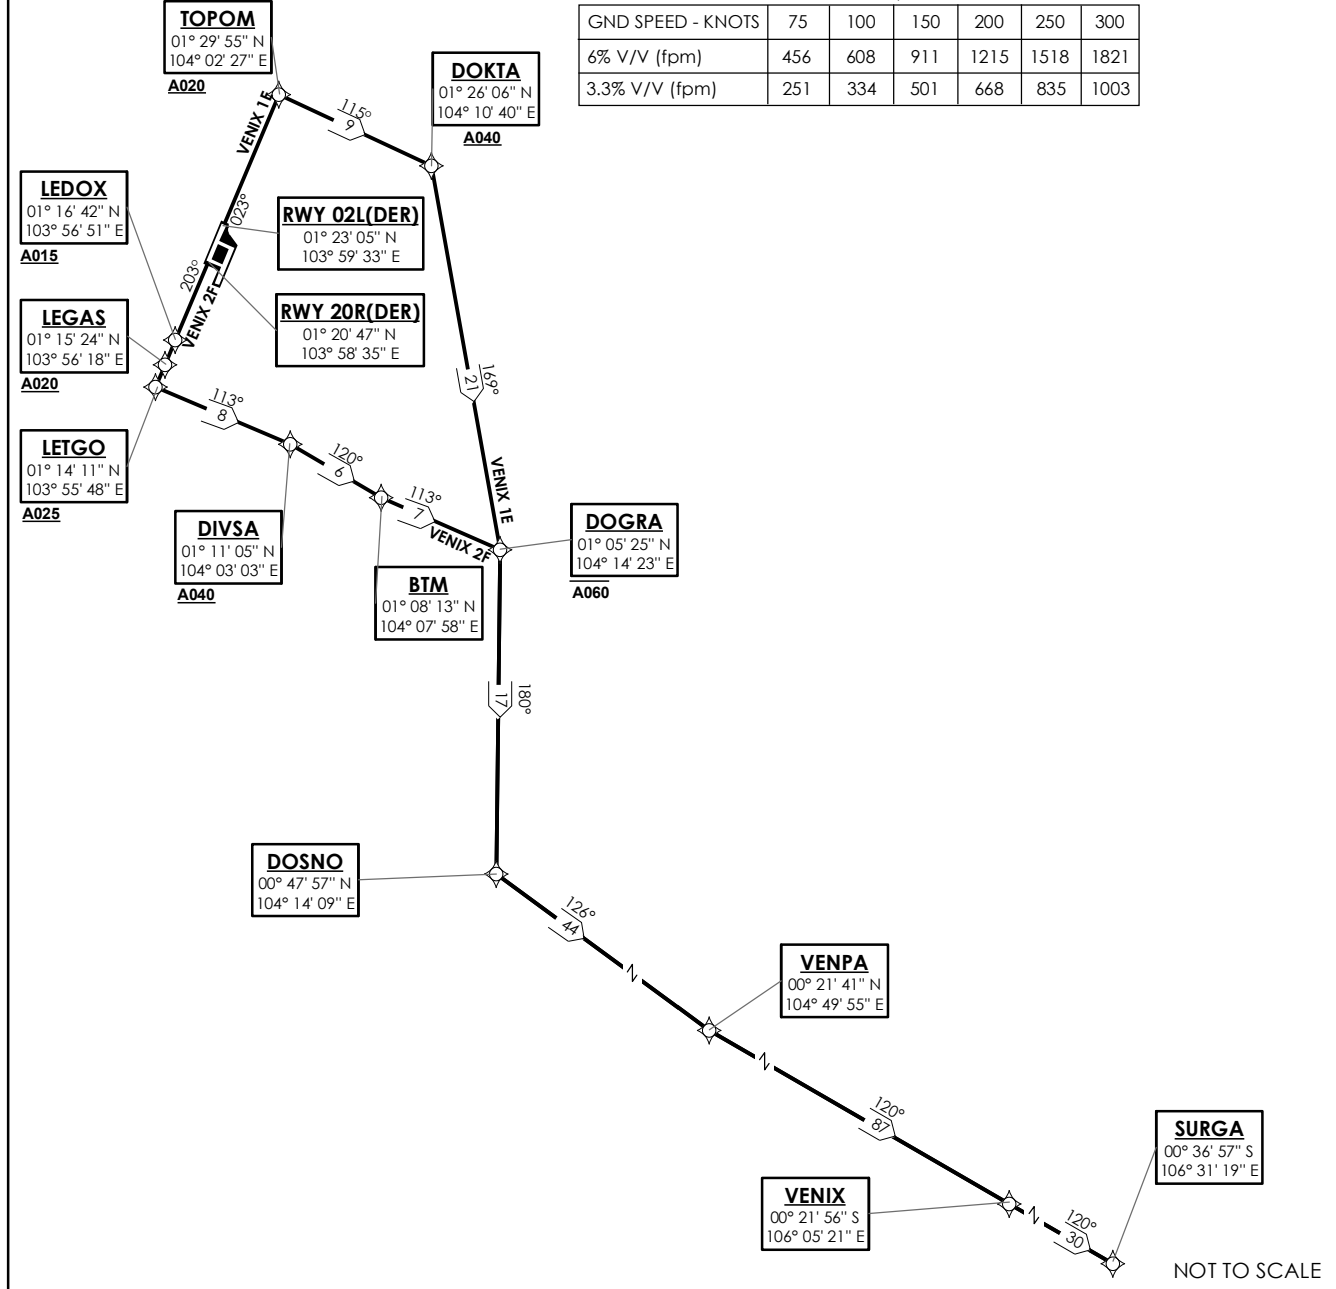 GND SPEED - KNOTS 75 100 150 200 250 300
6% V/V (fpm) 456 608 911 1215 1518 1821
3.3% V/V (fpm) 251 334 501 668 835 1003
TOPOM
01° 29' 55" N
104° 02' 27" E
A020
DOKTA
01° 26' 06" N
104° 10' 40" E
A040
115°
9
VENIX 1E
023°
LEDOX
01° 16' 42" N
103° 56' 51" E
A015
RWY 02L(DER)
01° 23' 05" N
103° 59' 33" E
203°
VENIX 2F
RWY 20R(DER)
01° 20' 47" N
103° 58' 35" E
LEGAS
01° 15' 24" N
103° 56' 18" E
A020
169°
21
LETGO
01° 14' 11" N
103° 55' 48" E
A025
113°
8
120°
6
113°
7
VENIX 2F
VENIX 1E
DIVSA
01° 11' 05" N
104° 03' 03" E
A040
DOGRA
01° 05' 25" N
104° 14' 23" E
A060
BTM
01° 08' 13" N
104° 07' 58" E
180°
17
DOSNO
00° 47' 57" N
104° 14' 09" E
126°
44
N
VENPA
00° 21' 41" N
104° 49' 55" E
N
120°
87
SURGA
00° 36' 57" S
106° 31' 19" E
VENIX
00° 21' 56" S
106° 05' 21" E
N
120°
30
NOT TO SCALE